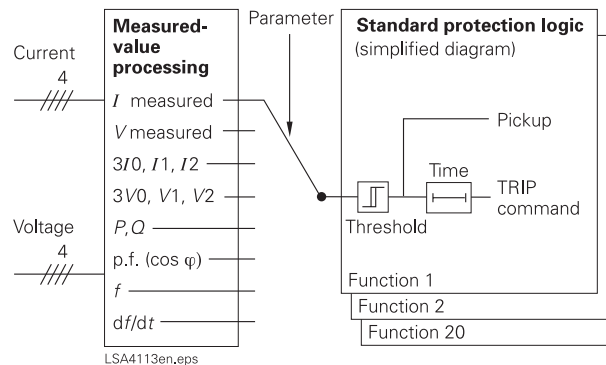 Measured-
value
processing
Current
4
I measured
V measured
3I0, I1, I2
3V0, V1, V2
Voltage
4
P,Q
p.f. (cos φ)
f
df/dt
Parameter
Standard protection logic
(simplified diagram)
Pickup
Time
TRIP
command
Threshold
Function 1
Function 2
Function 20
LSA4113en.eps